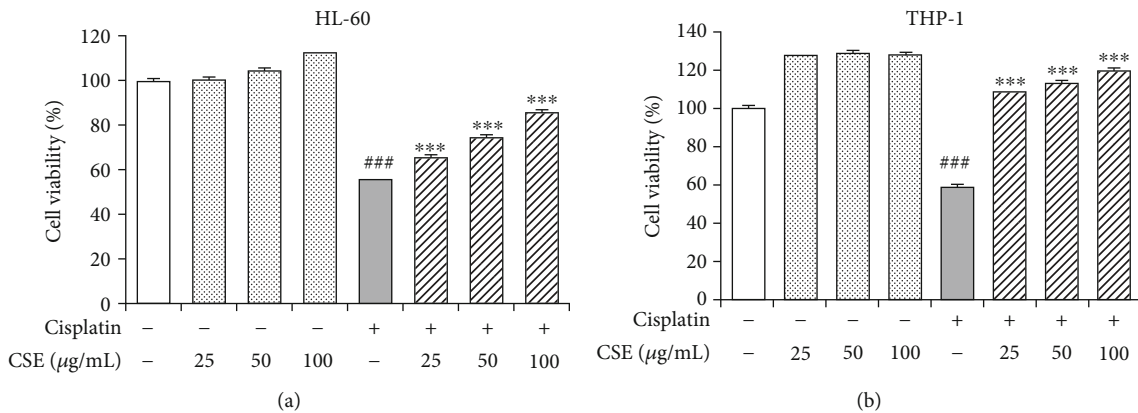 HL-60
120
100
80
60
40
20
0
Cell viability (%)
###
***
***
***
Cisplatin – – – – + + + +
CSE (μg/mL) – 25 50 100 – 25 50 100
(a)
THP-1
140
120
100
80
60
40
20
0
Cell viability (%)
###
***
***
***
Cisplatin – – – – + + + +
CSE (μg/mL) – 25 50 100 – 25 50 100
(b)